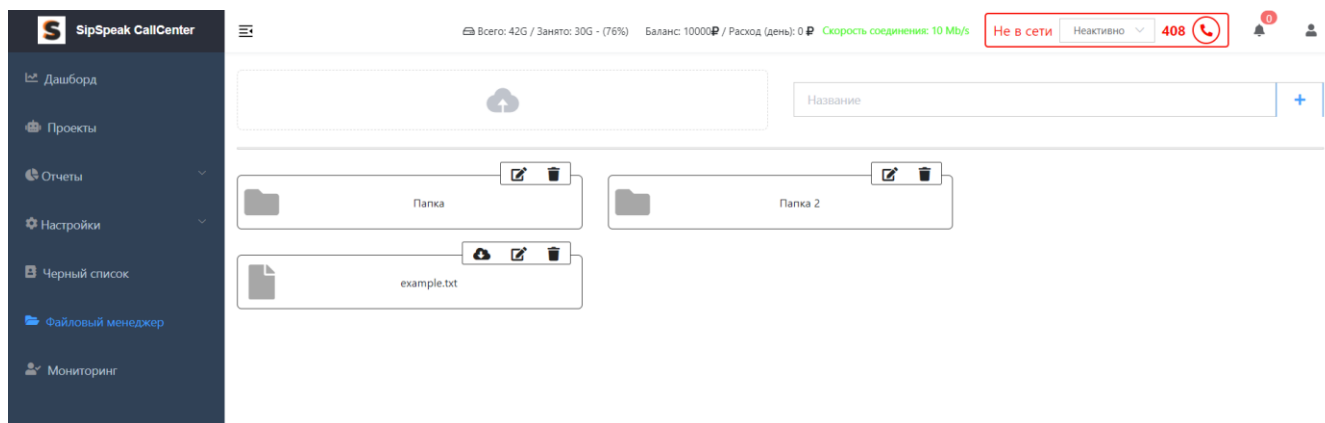 S SipSpeak CallCenter
Всего: 42G / Занято: 30G - (76%) Баланс: 10000₽ / Расход (день): 0 ₽ Скорость соединения: 10 Mb/s Не в сети Неактивно 408 0
Дашборд
Проекты
Отчеты
Настройки
Черный список
Файловый менеджер
Мониторинг
Название +
Папка
Папка 2
example.txt